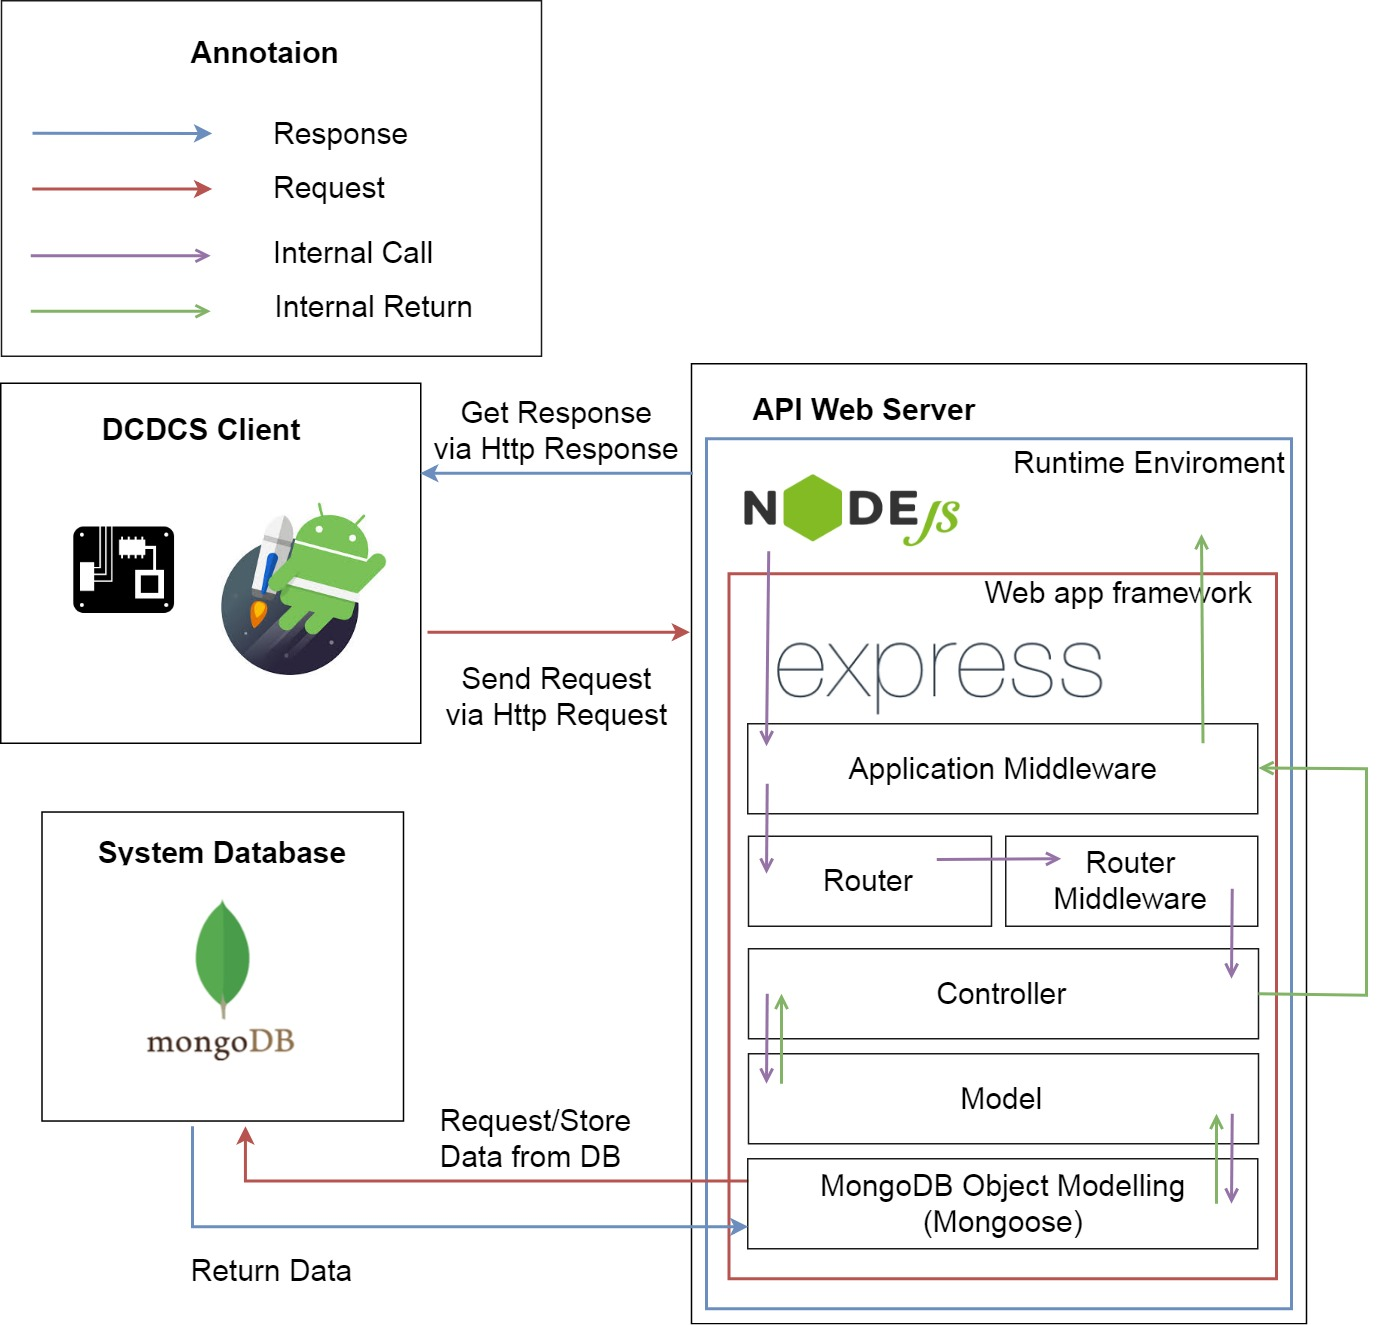 Annotaion
Response
Request
Internal Call
Internal Return
DCDCS Client
Get Response
via Http Response
Send Request
via Http Request
API Web Server
Runtime Enviroment
NODE JS
Web app framework
express
Application Middleware
Router
Router
Middleware
Controller
Model
MongoDB Object Modelling
(Mongoose)
System Database
mongoDB
Request/Store
Data from DB
Return Data